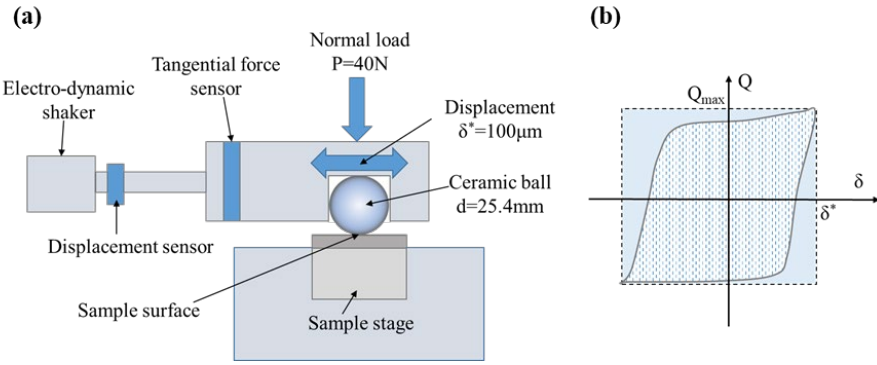 (a)
Normal load
P=40N
Tangential force
sensor
Electro-dynamic
shaker
Displacement
δ*=100μm
Ceramic ball
d=25.4mm
Displacement sensor
Sample surface
Sample stage
(b)
Q
Qmax
δ
δ*